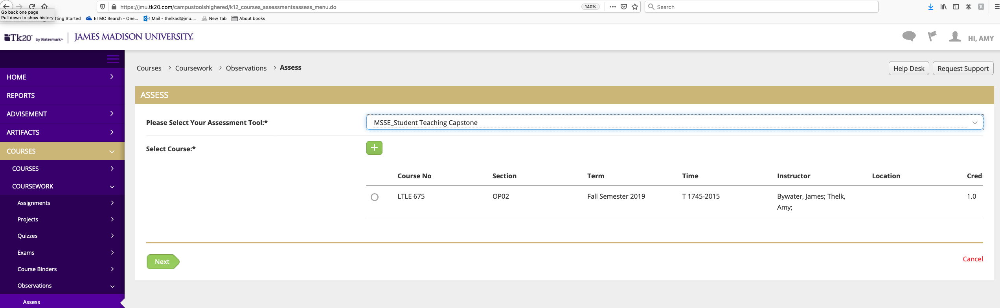 https://jmu.tk20.com/campustoolshighered/k12_courses_assessmentsassess_menu.do
140%
Search
Go back one page
Pull down to show history
tting Started
ETMC Search - One...
Mail - thelkad@jmu....
New Tab
About books
Tk20 by Watermark
JAMES MADISON UNIVERSITY.
HI, AMY
HOME
REPORTS
ADVISEMENT
ARTIFACTS
COURSES
COURSES
COURSEWORK
Assignments
Projects
Quizzes
Exams
Course Binders
Observations
Assess
Courses > Coursework > Observations > Assess
Help Desk
Request Support
ASSESS
Please Select Your Assessment Tool:*
MSSE_Student Teaching Capstone
Select Course:*
+
Course No Section Term Time Instructor Location Credi
LTLE 675 OP02 Fall Semester 2019 T 1745-2015 Bywater, James; Thelk, 1.0
Amy;
Next
Cancel